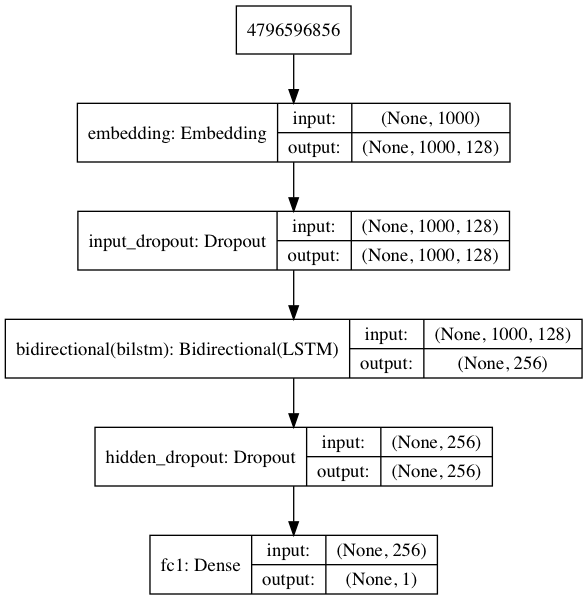 4796596856
embedding: Embedding
input: (None, 1000)
output: (None, 1000, 128)
input_dropout: Dropout
input: (None, 1000, 128)
output: (None, 1000, 128)
bidirectional(bilstm): Bidirectional(LSTM)
input: (None, 1000, 128)
output: (None, 256)
hidden_dropout: Dropout
input: (None, 256)
output: (None, 256)
fc1: Dense
input: (None, 256)
output: (None, 1)